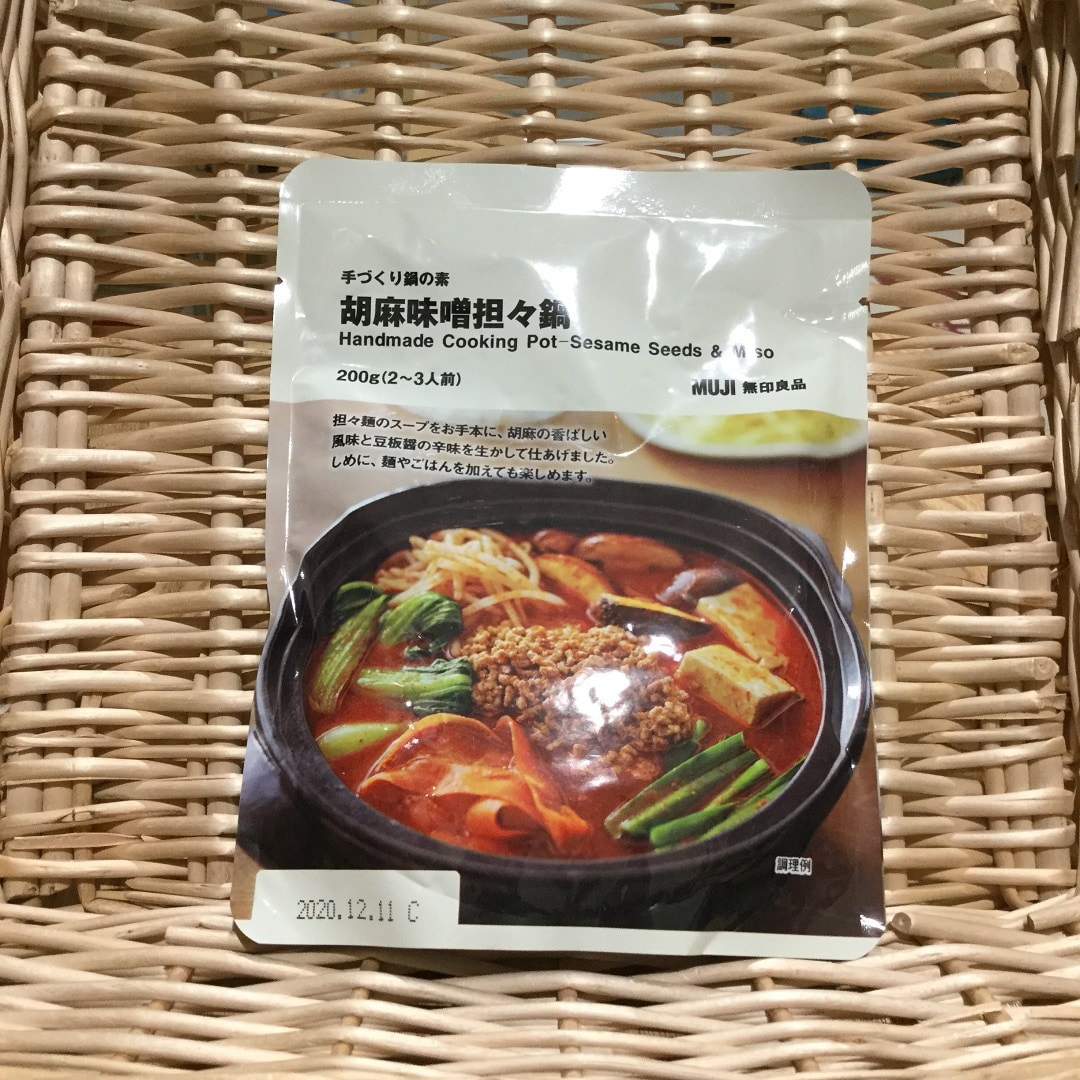 手づくり鍋の素
胡麻味噌担々鍋
Handmade Cooking Pot-Sesame Seeds & Miso
200g(2〜3人前)
MUJI 無印良品
担々麺のスープをお手本に、胡麻の香ばしい
風味と豆板醤の辛味を生かして仕あげました。
しめに、麺やごはんを加えても楽しめます。
調理例
2020.12.11 C